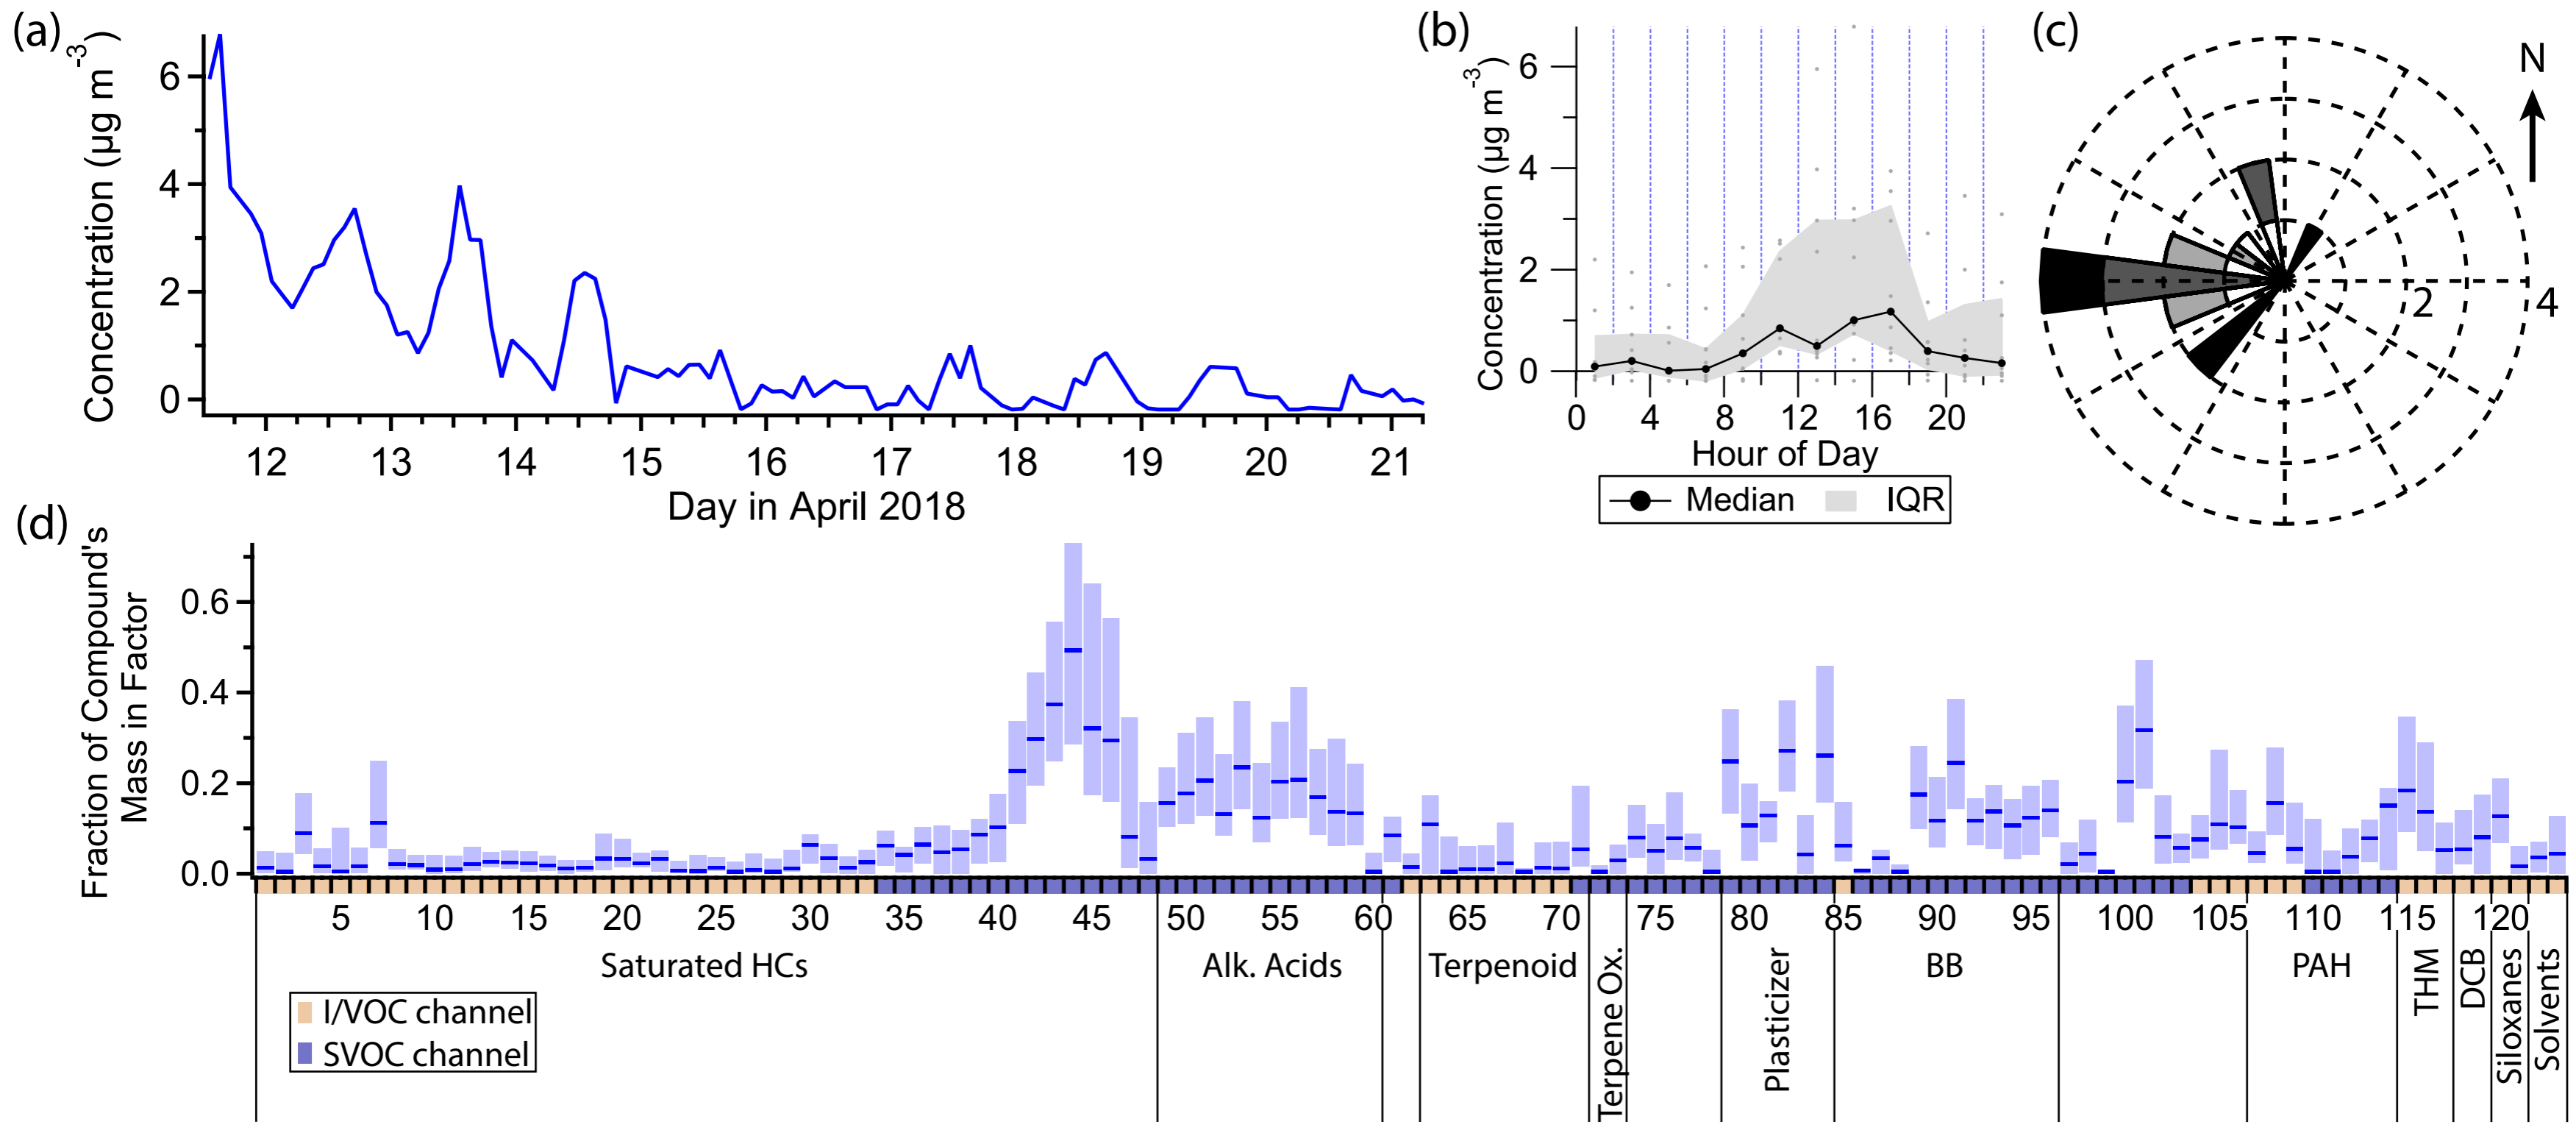 (a)
Concentration (µg m-3)
6
4
2
0
12 13 14 15 16 17 18 19 20 21
Day in April 2018
(b)
Concentration (µg m-3)
6
4
2
0
0 4 8 12 16 20
Hour of Day
Median IQR
(c)
N
2 4
(d)
Fraction of Compound's
Mass in Factor
0.6
0.4
0.2
0.0
5 10 15 20 25 30 35 40 45 50 55 60 65 70 75 80 85 90 95 100 105 110 115 120
Saturated HCs
Alk. Acids
Terpenoid
Terpene Ox.
Plasticizer
BB
PAH
THM
DCB
Siloxanes
Solvents
I/VOC channel
SVOC channel